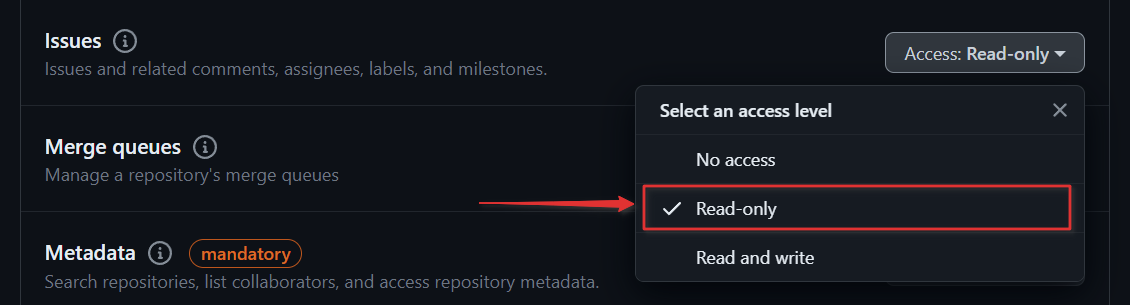 Issues
Issues and related comments, assignees, labels, and milestones.
Access: Read-only
Select an access level
No access
Read-only
Read and write
Merge queues
Manage a repository's merge queues
Metadata mandatory
Search repositories, list collaborators, and access repository metadata.